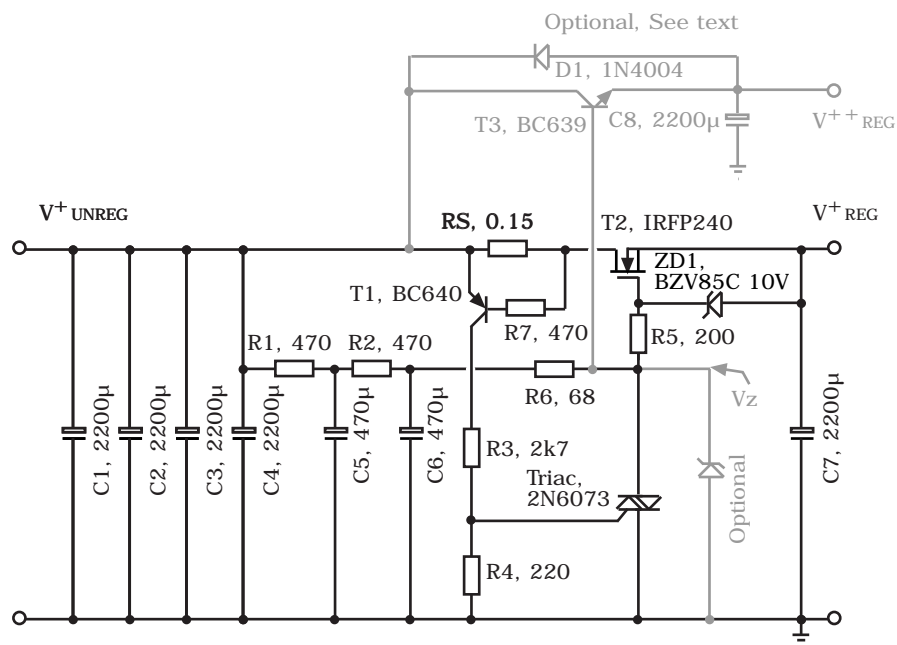 Optional, See text
D1, 1N4004
T3, BC639
C8, 2200µ
V++REG
V+UNREG
RS, 0.15
T2, IRFP240
V+REG
ZD1,
BZV85C 10V
T1, BC640
R7, 470
R5, 200
R1, 470
R2, 470
R6, 68
Vz
C1, 2200µ
C2, 2200µ
C3, 2200µ
C4, 2200µ
C5, 470µ
C6, 470µ
R3, 2k7
Triac,
2N6073
Optional
C7, 2200µ
R4, 220